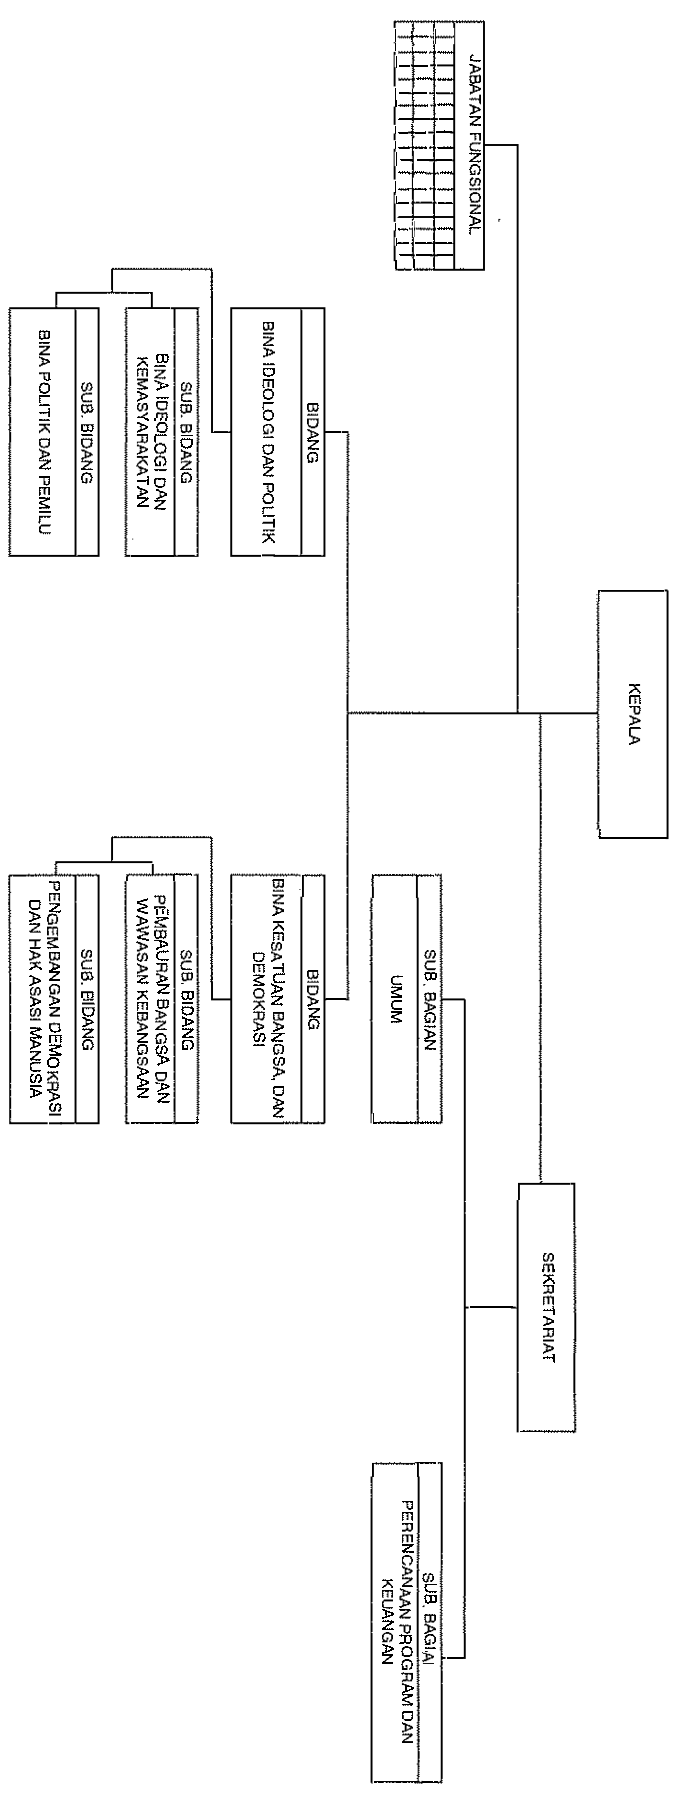 KEPALA
SEKRETARIAT
JABATAN FUNGSIONAL
SUB. BAGIAN
UMUM
SUB. BAGIAI
PERENCANAAN PROGRAM DAN
KEUANGAN
BIDANG
BINA IDEOLOGI DAN POLITIK
BIDANG
BINA KESATUAN BANGSA, DAN
DEMOKRASI
SUB. BIDANG
BINA IDEOLOGI DAN
KEMASYARAKATAN
SUB. BIDANG
PEMBAURAN BANGSA DAN
WAWASAN KEBANGSAAN
SUB. BIDANG
BINA POLITIK DAN PEMILU
SUB. BIDANG
PENGEMBANGAN DEMOKRASI
DAN HAK ASASI MANUSIA